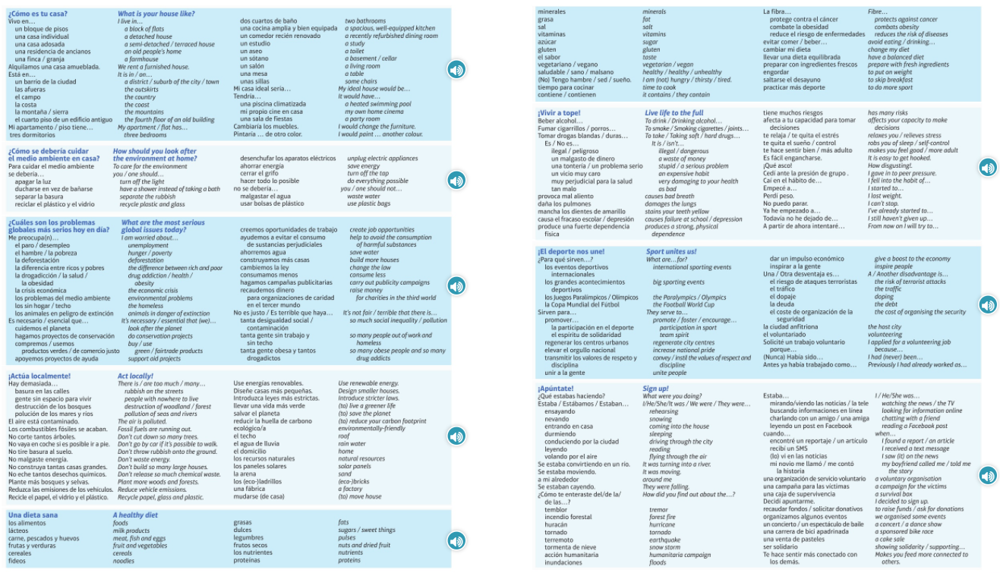 ¿Cómo es tu casa? What is your house like?
Vivo en… I live in…
un bloque de pisos a block of flats
una casa individual a detached house
una casa adosada a semi-detached / terraced house
una residencia de ancianos an old people's home
una finca / granja a farmhouse
Alquilamos una casa amueblada. We rent a furnished house.
Está en… It is in / on…
un barrio de la ciudad a district / suburb of the city / town
las afueras the outskirts
el campo the country
la costa the coast
la montaña / sierra the mountains
el cuarto piso de un edificio antiguo the fourth floor of an old building
Mi apartamento / piso tiene… My apartment / flat has…
tres dormitorios three bedrooms
dos cuartos de baño two bathrooms
una cocina amplia y bien equipada a spacious, well-equipped kitchen
un comedor recién renovado a recently refurbished dining room
un estudio a study
un aseo a toilet
un sótano a basement / cellar
un salón a living room
una mesa a table
unas sillas some chairs
Mi casa ideal sería… My ideal house would be…
Tendría… It would have…
una piscina climatizada a heated swimming pool
mi propio cine en casa my own home cinema
una sala de fiestas a party room
Cambiaría los muebles. I would change the furniture.
Pintaría … de otro color. I would paint … another colour.
¿Cómo se debería cuidar How should you look after
el medio ambiente en casa? the environment at home?
Para cuidar el medio ambiente To care for the environment
se debería… you / one should…
apagar la luz turn off the light
ducharse en vez de bañarse have a shower instead of taking a bath
separar la basura separate the rubbish
reciclar el plástico y el vidrio recycle plastic and glass
desenchufar los aparatos eléctricos unplug electric appliances
ahorrar energía save energy
cerrar el grifo turn off the tap
hacer todo lo posible do everything possible
no se debería… you / one should not…
malgastar el agua waste water
usar bolsas de plástico use plastic bags
¿Cuáles son los problemas What are the most serious
globales más serios hoy en día? global issues today?
Me preocupa(n)… I am worried about…
el paro / desempleo unemployment
el hambre / la pobreza hunger / poverty
la deforestación deforestation
la diferencia entre ricos y pobres the difference between rich and poor
la drogadicción / la salud / drug addiction / health /
la obesidad obesity
la crisis económica the economic crisis
los problemas del medio ambiente environmental problems
los sin hogar / techo the homeless
los animales en peligro de extinción animals in danger of extinction
Es necesario / esencial que… It's necessary / essential that (we)…
cuidemos el planeta look after the planet
hagamos proyectos de conservación do conservation projects
compremos / usemos buy / use
productos verdes / de comercio justo green / fairtrade products
apoyemos proyectos de ayuda support aid projects
creemos oportunidades de trabajo create job opportunities
ayudemos a evitar el consumo help to avoid the consumption
de sustancias perjudiciales of harmful substances
ahorremos agua save water
construyamos más casas build more houses
cambiemos la ley change the law
consumamos menos consume less
hagamos campañas publicitarias carry out publicity campaigns
recaudemos dinero raise money
para organizaciones de caridad for charities in the third world
en el tercer mundo
No es justo / Es terrible que haya… It's not fair / terrible that there is…
tanta desigualdad social / so much social inequality / pollution
contaminación
tanta gente sin trabajo y so many people out of work and
sin techo homeless
tanta gente obesa y tantos so many obese people and so many
drogadictos drug addicts
¡Actúa localmente! Act locally!
Hay demasiada… There is / are too much / many…
basura en las calles rubbish on the streets
gente sin espacio para vivir people with nowhere to live
destrucción de los bosques destruction of woodland / forest
polución de los mares y ríos pollution of seas and rivers
El aire está contaminado. The air is polluted.
Los combustibles fósiles se acaban. Fossil fuels are running out.
No corte tantos árboles. Don't cut down so many trees.
No vaya en coche si es posible ir a pie. Don't go by car if it's possible to walk.
No tire basura al suelo. Don't throw rubbish onto the ground.
No malgaste energía. Don't waste energy.
No construya tantas casas grandes. Don't build so many large houses.
No eche tantos desechos químicos. Don't release so much chemical waste.
Plante más bosques y selvas. Plant more woods and forests.
Reduzca las emisiones de los vehículos. Reduce vehicle emissions.
Recicle el papel, el vidrio y el plástico. Recycle paper, glass and plastic.
Use energías renovables. Use renewable energy.
Diseñe casas más pequeñas. Design smaller houses.
Introduzca leyes más estrictas. Introduce stricter laws.
llevar una vida más verde (to) live a greener life
salvar el planeta (to) save the planet
reducir la huella de carbono (to) reduce your carbon footprint
ecológico/a environmentally-friendly
el techo roof
el agua de lluvia rain water
el domicilio home
los recursos naturales natural resources
los paneles solares solar panels
la arena sand
los (eco-)ladrillos (eco-)bricks
una fábrica a factory
mudarse (de casa) (to) move house
Una dieta sana A healthy diet
los alimentos foods
lácteos milk products
carne, pescados y huevos meat, fish and eggs
frutas y verduras fruit and vegetables
cereales cereals
fideos noodles
grasas fats
dulces sugars / sweet things
legumbres pulses
frutos secos nuts and dried fruit
los nutrientes nutrients
proteínas proteins
minerales minerals
grasa fat
sal salt
vitaminas vitamins
azúcar sugar
gluten gluten
el sabor taste
vegetariano / vegano vegetarian / vegan
saludable / sano / malsano healthy / healthy / unhealthy
(No) Tengo hambre / sed / sueño. I am (not) hungry / thirsty / tired.
tiempo para cocinar time to cook
contiene / contienen it contains / they contain
La fibra… Fibre…
protege contra el cáncer protects against cancer
combate la obesidad combats obesity
reduce el riesgo de enfermedades reduces the risk of diseases
evitar comer / beber… avoid eating / drinking…
cambiar mi dieta change my diet
llevar una dieta equilibrada have a balanced diet
preparar con ingredientes frescos prepare with fresh ingredients
engordar to put on weight
saltarse el desayuno to skip breakfast
practicar más deporte to do more sport
¡Vivir a tope! Live life to the full
Beber alcohol… To drink / Drinking alcohol…
Fumar cigarrillos / porros… To smoke / Smoking cigarettes / joints…
Tomar drogas blandas / duras… To take / Taking soft / hard drugs…
Es / No es… It is / isn't…
ilegal / peligroso illegal / dangerous
un malgasto de dinero a waste of money
una tontería / un problema serio stupid / a serious problem
un vicio muy caro an expensive habit
muy perjudicial para la salud very damaging to your health
tan malo as bad
provoca mal aliento causes bad breath
daña los pulmones damages the lungs
mancha los dientes de amarillo stains your teeth yellow
causa el fracaso escolar / depresión causes failure at school / depression
produce una fuerte dependencia produces a strong, physical
física dependence
tiene muchos riesgos has many risks
afecta a tu capacidad para tomar affects your capacity to make
decisiones decisions
te relaja / te quita el estrés relaxes you / relieves stress
te quita el sueño / control robs you of sleep / self-control
te hace sentir bien / más adulto makes you feel good / more adult
Es fácil engancharse. It is easy to get hooked.
¡Qué asco! How disgusting!.
Cedí ante la presión de grupo . I gave in to peer pressure.
Caí en el hábito de… I fell into the habit of…
Empecé a… I started to…
Perdí peso. I lost weight.
No puedo parar. I can't stop.
Ya he empezado a… I've already started to…
Todavía no he dejado de… I still haven't given up…
A partir de ahora intentaré… From now on I will try to…
¡El deporte nos une! Sport unites us!
¿Para qué sirven…? What are…for?
los eventos deportivos international sporting events
internacionales
los grandes acontecimientos big sporting events
deportivos
los Juegos Paralímpicos / Olímpicos the Paralympics / Olympics
la Copa Mundial del Fútbol the Football World Cup
Sirven para… They serve to…
promover… promote / foster / encourage…
la participación en el deporte participation in sport
el espíritu de solidaridad team spirit
regenerar los centros urbanos regenerate city centres
elevar el orgullo nacional increase national pride
transmitir los valores de respeto y convey / instil the values of respect and
disciplina discipline
unir a la gente unite people
dar un impulso económico give a boost to the economy
inspirar a la gente inspire people
Una / Otra desventaja es… A / Another disadvantage is…
el riesgo de ataques terroristas the risk of terrorist attacks
el tráfico the traffic
el dopaje doping
la deuda the debt
el coste de organización de la the cost of organising the security
seguridad
la ciudad anfitriona the host city
el voluntariado volunteering
Solicité un trabajo voluntario I applied for a volunteering job
porque… because…
(Nunca) Había sido… I had (never) been…
Antes ya había trabajado como… Previously I had already worked as…
¡Apúntate! Sign up!
¿Qué estabas haciendo? What were you doing?
Estaba / Estábamos / Estaban… I/He/She/It was / We were / They were…
ensayando rehearsing
nevando snowing
entrando en casa coming into the house
durmiendo sleeping
conduciendo por la ciudad driving through the city
leyendo reading
volando por el aire flying through the air
Se estaba convirtiendo en un río. It was turning into a river.
Se estaba moviendo. It was moving.
a mi alrededor around me
Se estaban cayendo. They were falling.
¿Cómo te enteraste del/de la/ How did you find out about the…?
de las…?
temblor tremor
incendio forestal forest fire
huracán hurricane
tornado tornado
terremoto earthquake
tormenta de nieve snow storm
acción humanitaria humanitaria campaign
inundaciones floods
Estaba… I / He/She was…
mirando/viendo las noticias / la tele watching the news / the TV
buscando informaciones en línea looking for information online
charlando con un amigo / una amiga chatting with a friend
leyendo un post en Facebook reading a Facebook post
cuando… when…
encontré un reportaje / un artículo I found a report / an article
recibí un SMS I received a text message
(lo) vi en las noticias I saw (it) on the news
mi novio me llamó / me contó my boyfriend called me / told me
la historia the story
una organización de servicio voluntario a voluntary organisation
una campaña para las víctimas a campaign for the victims
una caja de supervivencia a survival box
Decidí apuntarme. I decided to sign up.
recaudar fondos / solicitar donativos to raise funds / ask for donations
organizamos algunos eventos we organised some events
un concierto / un espectáculo de baile a concert / a dance show
una carrera de bici apadrinada a sponsored bike race
una venta de pasteles a cake sale
ser solidario showing solidarity / supporting…
Te hace sentir más conectado con Makes you feel more connected to
los demás. others.